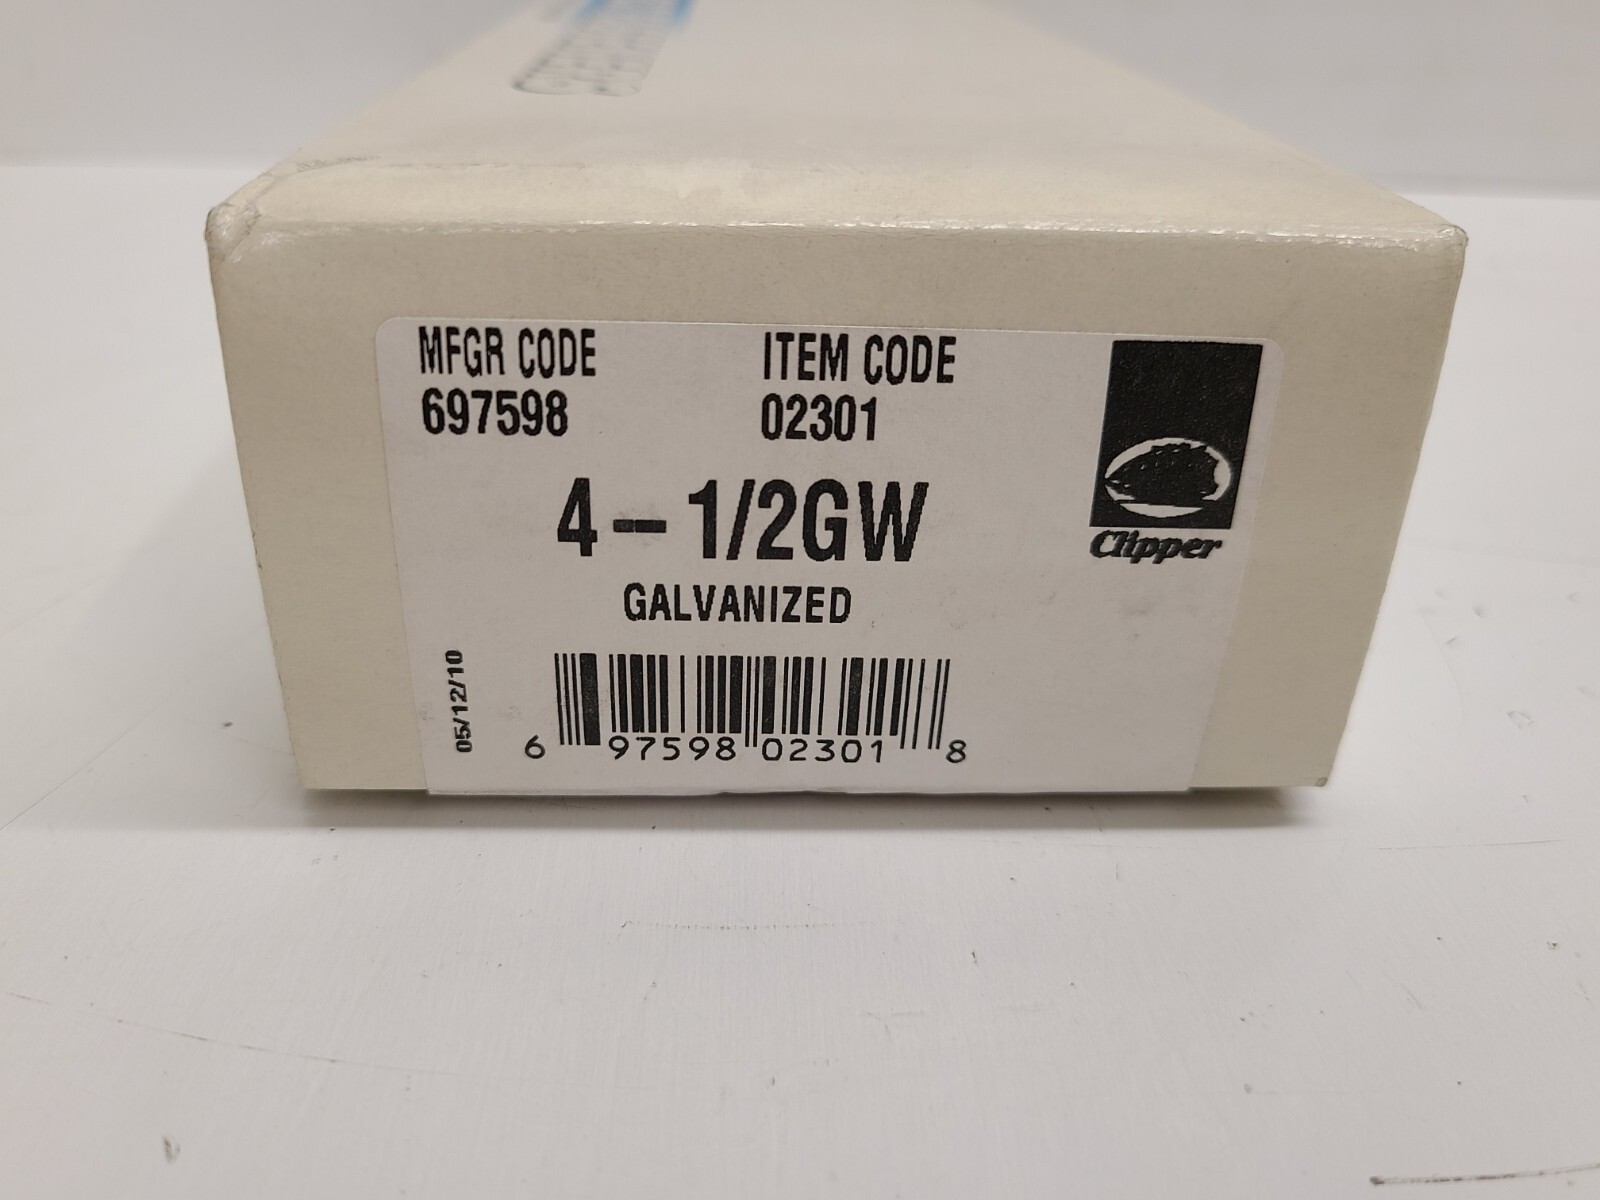 MFGR CODE
697598
ITEM CODE
02301
Clipper
4-1/2GW
GALVANIZED
05/12/10
6 97598 02301 8